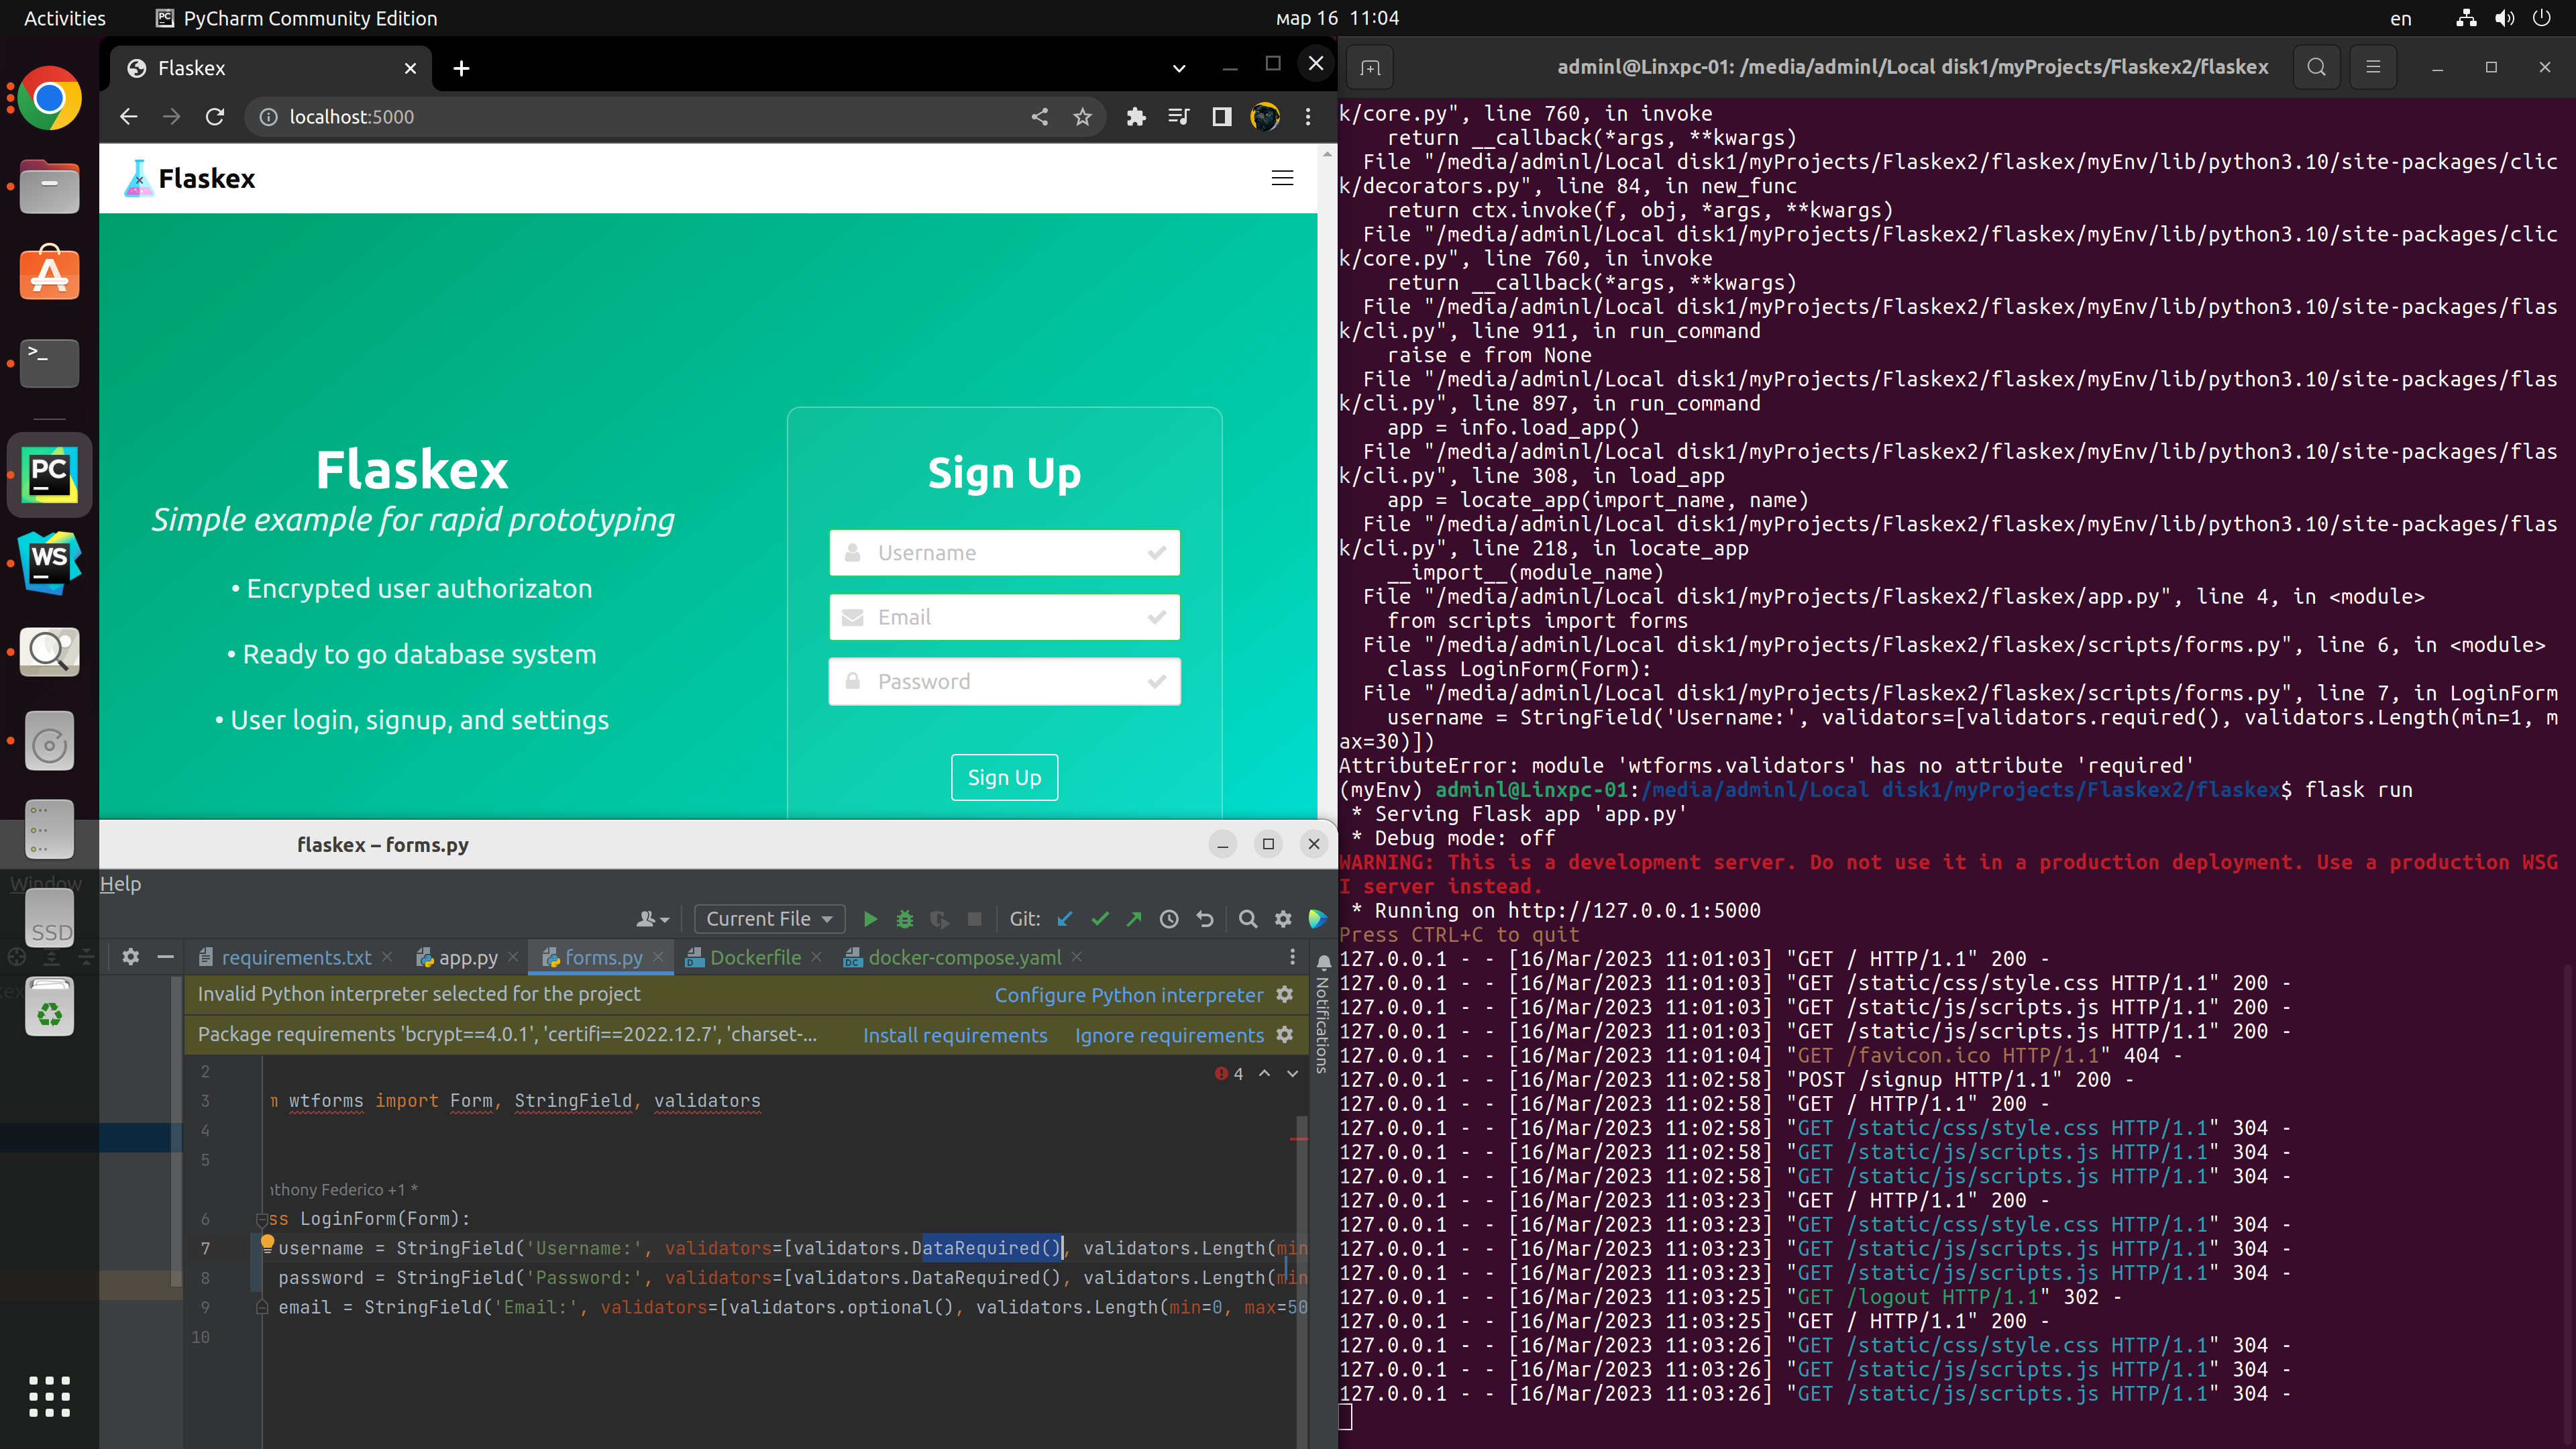 Activities
PyCharm Community Edition
мар 16 11:04
en
Flaskex
localhost:5000
Flaskex
Flaskex
Simple example for rapid prototyping
• Encrypted user authorizaton
• Ready to go database system
• User login, signup, and settings
Sign Up
Username
Email
Password
Sign Up
flaskex – forms.py
Window Help
Current File
Git:
requirements.txt
app.py
forms.py
Dockerfile
docker-compose.yaml
Invalid Python interpreter selected for the project
Configure Python interpreter
Package requirements 'bcrypt==4.0.1', 'certifi==2022.12.7', 'charset-...
Install requirements
Ignore requirements
Notifications
4
2
3 m wtforms import Form, StringField, validators
4
5
nthony Federico +1 *
6 ss LoginForm(Form):
7 username = StringField('Username:', validators=[validators.DataRequired(), validators.Length(min
8 password = StringField('Password:', validators=[validators.DataRequired(), validators.Length(min
9 email = StringField('Email:', validators=[validators.optional(), validators.Length(min=0, max=50
10
PC
WS
SSD
adminl@Linxpc-01: /media/adminl/Local disk1/myProjects/Flaskex2/flaskex
k/core.py", line 760, in invoke
return __callback(*args, **kwargs)
File "/media/adminl/Local disk1/myProjects/Flaskex2/flaskex/myEnv/lib/python3.10/site-packages/clic
k/decorators.py", line 84, in new_func
return ctx.invoke(f, obj, *args, **kwargs)
File "/media/adminl/Local disk1/myProjects/Flaskex2/flaskex/myEnv/lib/python3.10/site-packages/clic
k/core.py", line 760, in invoke
return __callback(*args, **kwargs)
File "/media/adminl/Local disk1/myProjects/Flaskex2/flaskex/myEnv/lib/python3.10/site-packages/flas
k/cli.py", line 911, in run_command
raise e from None
File "/media/adminl/Local disk1/myProjects/Flaskex2/flaskex/myEnv/lib/python3.10/site-packages/flas
k/cli.py", line 897, in run_command
app = info.load_app()
File "/media/adminl/Local disk1/myProjects/Flaskex2/flaskex/myEnv/lib/python3.10/site-packages/flas
k/cli.py", line 308, in load_app
app = locate_app(import_name, name)
File "/media/adminl/Local disk1/myProjects/Flaskex2/flaskex/myEnv/lib/python3.10/site-packages/flas
k/cli.py", line 218, in locate_app
__import__(module_name)
File "/media/adminl/Local disk1/myProjects/Flaskex2/flaskex/app.py", line 4, in <module>
from scripts import forms
File "/media/adminl/Local disk1/myProjects/Flaskex2/flaskex/scripts/forms.py", line 6, in <module>
class LoginForm(Form):
File "/media/adminl/Local disk1/myProjects/Flaskex2/flaskex/scripts/forms.py", line 7, in LoginForm
username = StringField('Username:', validators=[validators.required(), validators.Length(min=1, m
ax=30)])
AttributeError: module 'wtforms.validators' has no attribute 'required'
(myEnv) adminl@Linxpc-01:/media/adminl/Local disk1/myProjects/Flaskex2/flaskex$ flask run
* Serving Flask app 'app.py'
* Debug mode: off
WARNING: This is a development server. Do not use it in a production deployment. Use a production WSG
I server instead.
* Running on http://127.0.0.1:5000
Press CTRL+C to quit
127.0.0.1 - - [16/Mar/2023 11:01:03] "GET / HTTP/1.1" 200 -
127.0.0.1 - - [16/Mar/2023 11:01:03] "GET /static/css/style.css HTTP/1.1" 200 -
127.0.0.1 - - [16/Mar/2023 11:01:03] "GET /static/js/scripts.js HTTP/1.1" 200 -
127.0.0.1 - - [16/Mar/2023 11:01:03] "GET /static/js/scripts.js HTTP/1.1" 200 -
127.0.0.1 - - [16/Mar/2023 11:01:04] "GET /favicon.ico HTTP/1.1" 404 -
127.0.0.1 - - [16/Mar/2023 11:02:58] "POST /signup HTTP/1.1" 200 -
127.0.0.1 - - [16/Mar/2023 11:02:58] "GET / HTTP/1.1" 200 -
127.0.0.1 - - [16/Mar/2023 11:02:58] "GET /static/css/style.css HTTP/1.1" 304 -
127.0.0.1 - - [16/Mar/2023 11:02:58] "GET /static/js/scripts.js HTTP/1.1" 304 -
127.0.0.1 - - [16/Mar/2023 11:02:58] "GET /static/js/scripts.js HTTP/1.1" 304 -
127.0.0.1 - - [16/Mar/2023 11:03:23] "GET / HTTP/1.1" 200 -
127.0.0.1 - - [16/Mar/2023 11:03:23] "GET /static/css/style.css HTTP/1.1" 304 -
127.0.0.1 - - [16/Mar/2023 11:03:23] "GET /static/js/scripts.js HTTP/1.1" 304 -
127.0.0.1 - - [16/Mar/2023 11:03:23] "GET /static/js/scripts.js HTTP/1.1" 304 -
127.0.0.1 - - [16/Mar/2023 11:03:25] "GET /logout HTTP/1.1" 302 -
127.0.0.1 - - [16/Mar/2023 11:03:25] "GET / HTTP/1.1" 200 -
127.0.0.1 - - [16/Mar/2023 11:03:26] "GET /static/css/style.css HTTP/1.1" 304 -
127.0.0.1 - - [16/Mar/2023 11:03:26] "GET /static/js/scripts.js HTTP/1.1" 304 -
127.0.0.1 - - [16/Mar/2023 11:03:26] "GET /static/js/scripts.js HTTP/1.1" 304 -